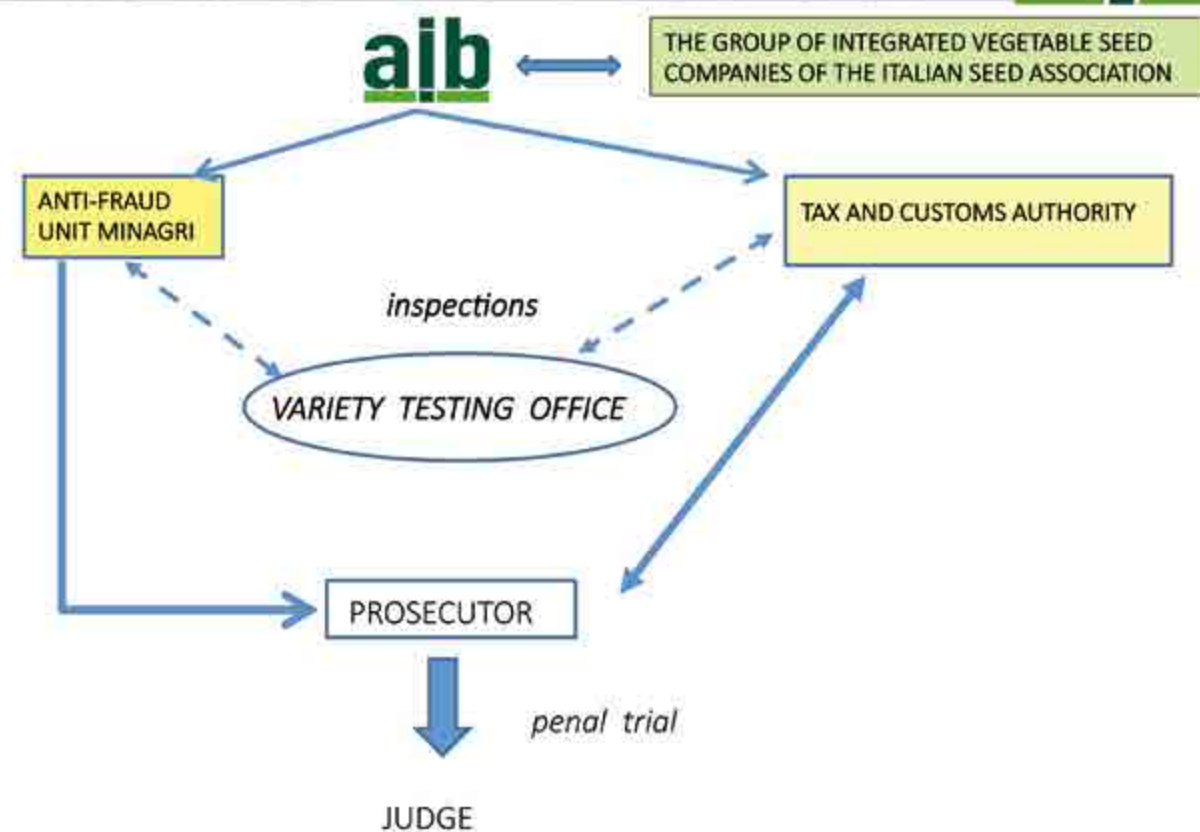 aib
THE GROUP OF INTEGRATED VEGETABLE SEED
COMPANIES OF THE ITALIAN SEED ASSOCIATION
ANTI-FRAUD
UNIT MINAGRI
TAX AND CUSTOMS AUTHORITY
inspections
VARIETY TESTING OFFICE
PROSECUTOR
penal trial
JUDGE